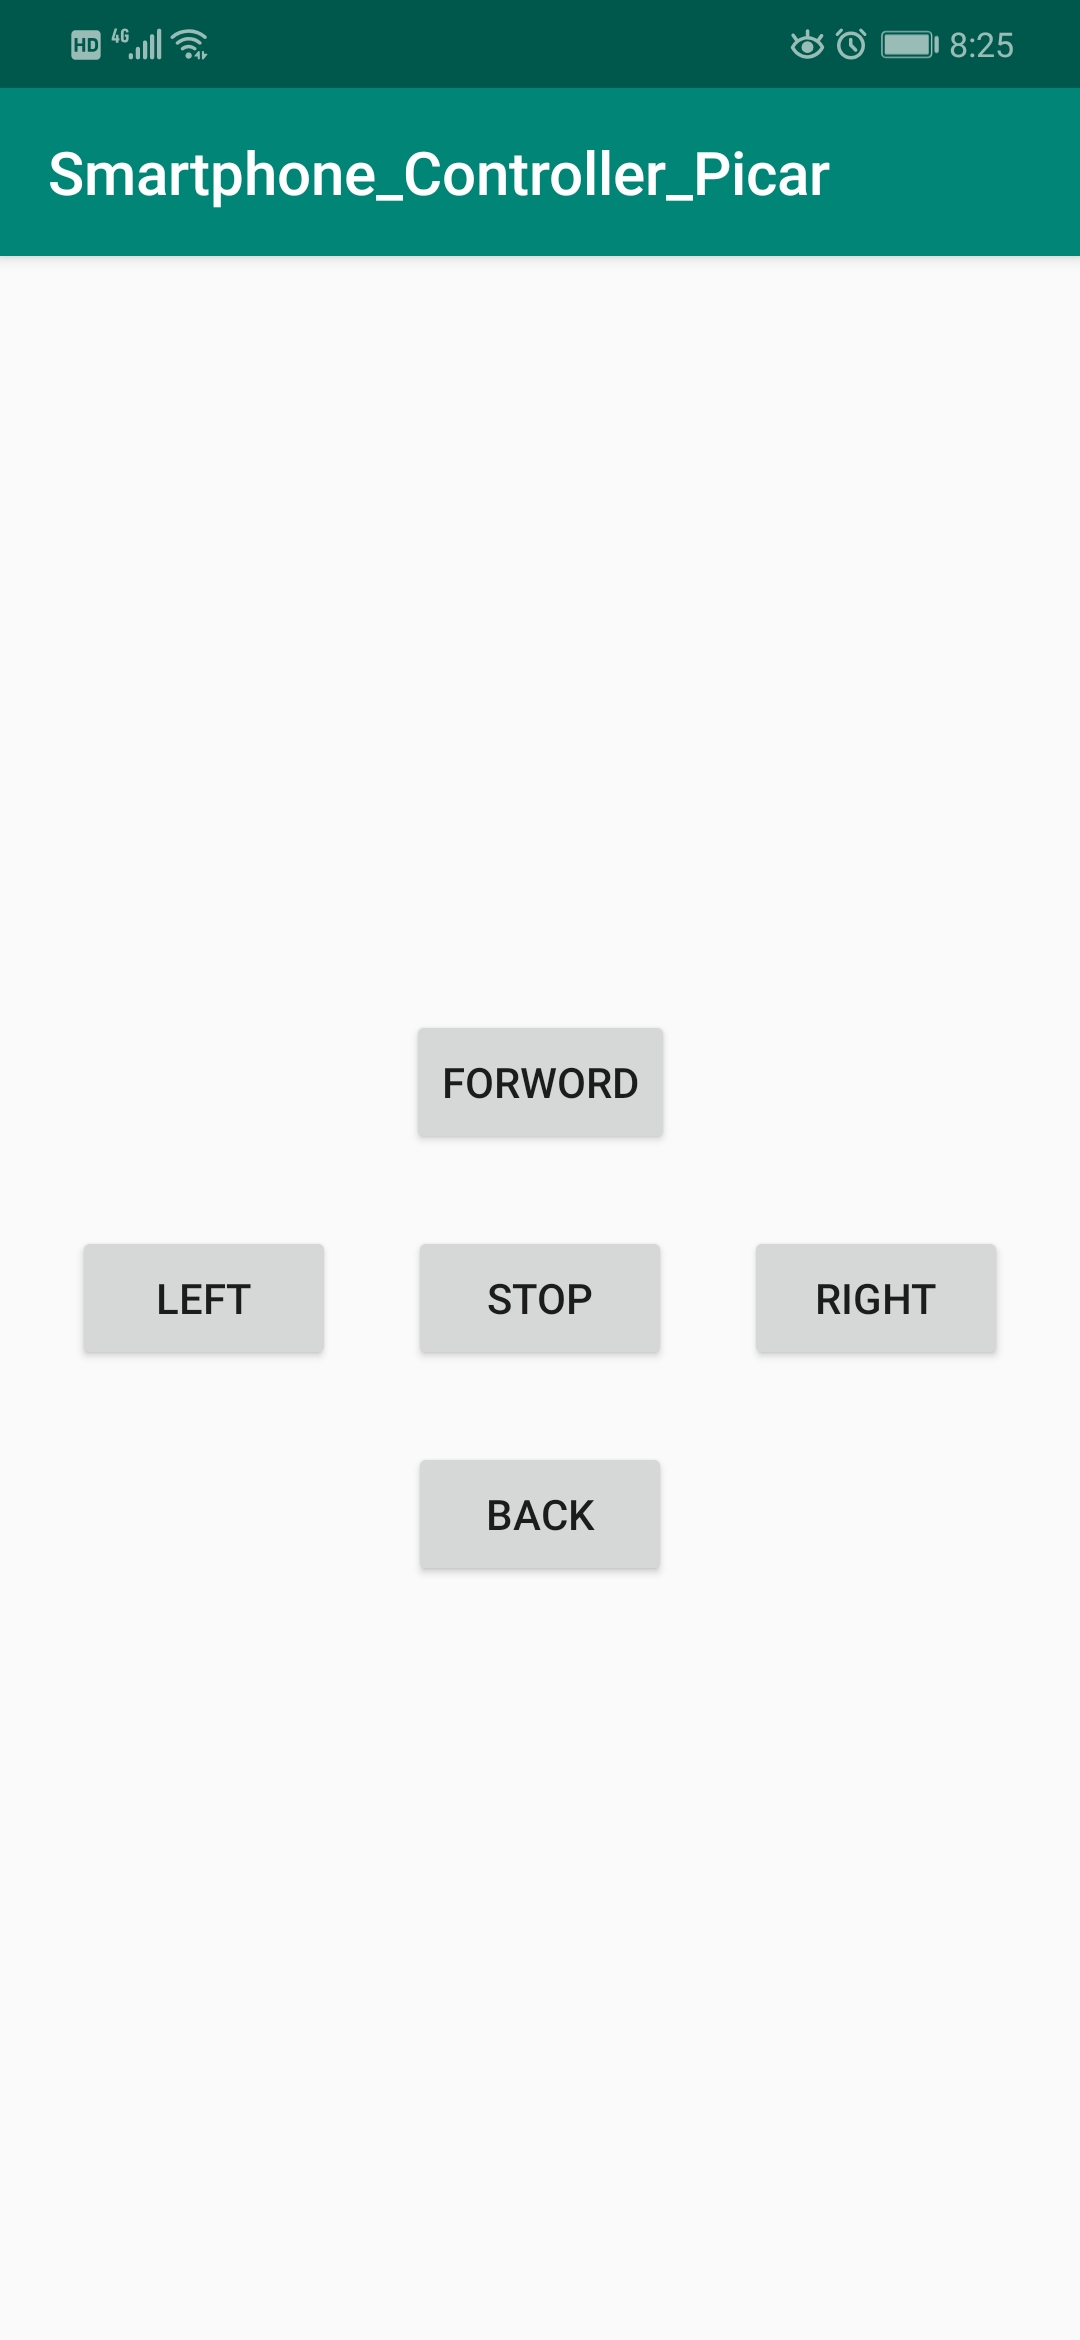 HD 4G 8:25
Smartphone_Controller_Picar
FORWORD
LEFT STOP RIGHT
BACK